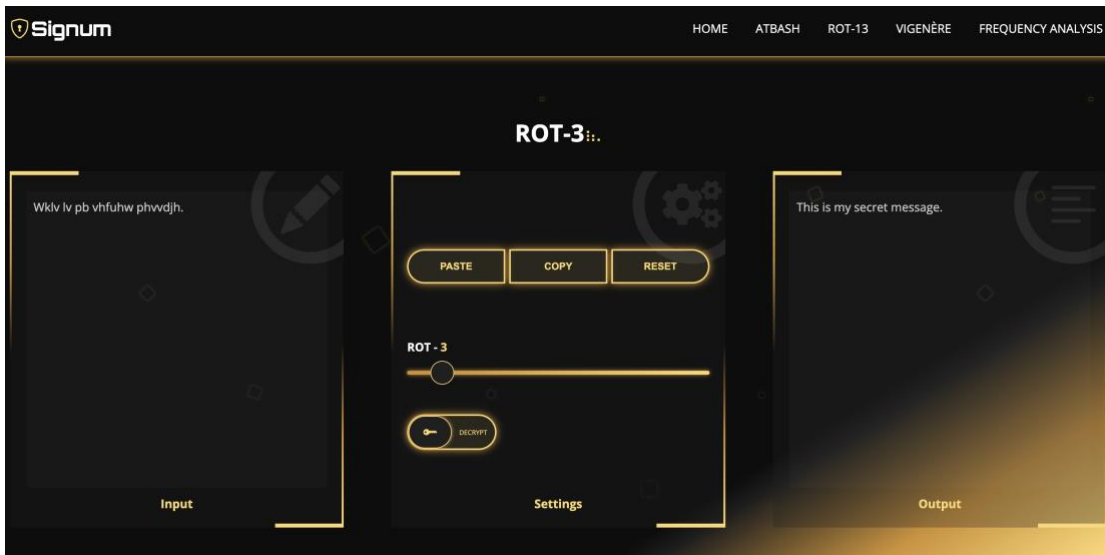 Signum
HOME ATBASH ROT-13 VIGENÈRE FREQUENCY ANALYSIS
ROT-3
Wklv lv pb vhfuhw phvvdjh.
PASTE COPY RESET
ROT - 3
DECRYPT
This is my secret message.
Input
Settings
Output